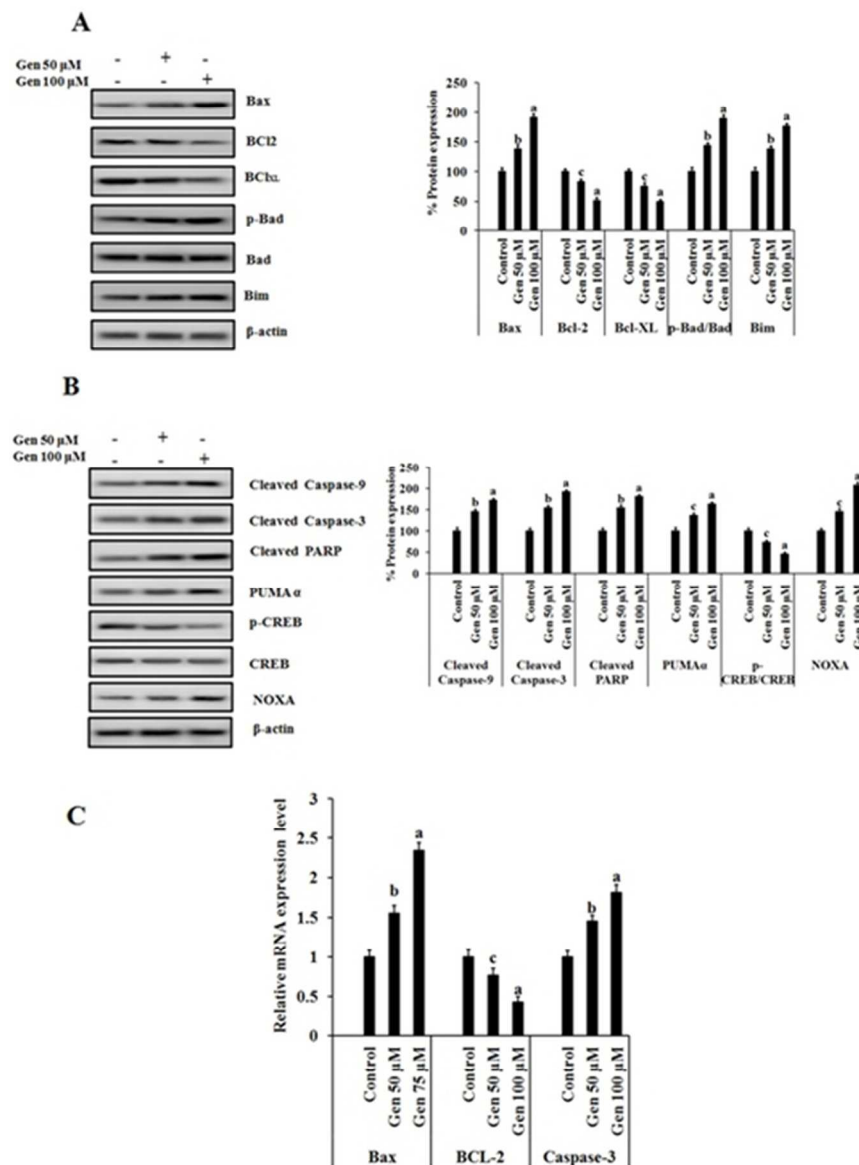 A
Gen 50 μM - + -
Gen 100 μM - - +
Bax
BCl2
BClXL
p-Bad
Bad
Bim
β-actin
% Protein expression
250
200
150
100
50
0
b a c a c a b a b a
Control Gen 50 μM Gen 100 μM Control Gen 50 μM Gen 100 μM Control Gen 50 μM Gen 100 μM Control Gen 50 μM Gen 100 μM Control Gen 50 μM Gen 100 μM
Bax Bcl-2 Bcl-XL p-Bad/Bad Bim
B
Gen 50 μM - + -
Gen 100 μM - - +
Cleaved Caspase-9
Cleaved Caspase-3
Cleaved PARP
PUMAα
p-CREB
CREB
NOXA
β-actin
% Protein expression
250
200
150
100
50
0
b a b a b a c a c a b a
Control Gen 50 μM Gen 100 μM Control Gen 50 μM Gen 100 μM Control Gen 50 μM Gen 100 μM Control Gen 50 μM Gen 100 μM Control Gen 50 μM Gen 100 μM Control Gen 50 μM Gen 100 μM
Cleaved Cleaved Cleaved PUMAα p- NOXA
Caspase-9 Caspase-3 PARP CREB/CREB
C
Relative mRNA expression level
3
2.5
2
1.5
1
0.5
0
b a c a b a
Control Gen 50 μM Gen 75 μM Control Gen 50 μM Gen 100 μM Control Gen 50 μM Gen 100 μM
Bax BCL-2 Caspase-3